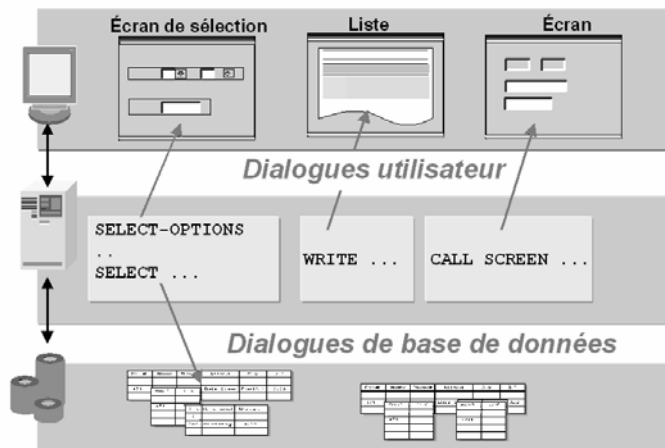 Écran de sélection
Liste
Écran
Dialogues utilisateur
SELECT-OPTIONS
..
SELECT ...
WRITE ...
CALL SCREEN ...
Dialogues de base de données